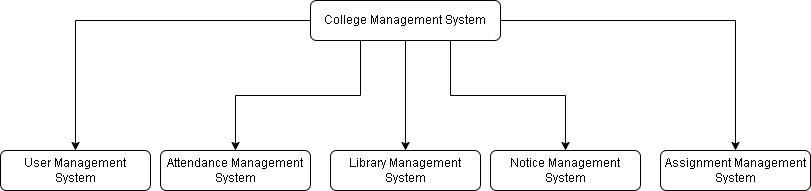 College Management System
User Management
System
Attendance Management
System
Library Management
System
Notice Management
System
Assignment Management
System